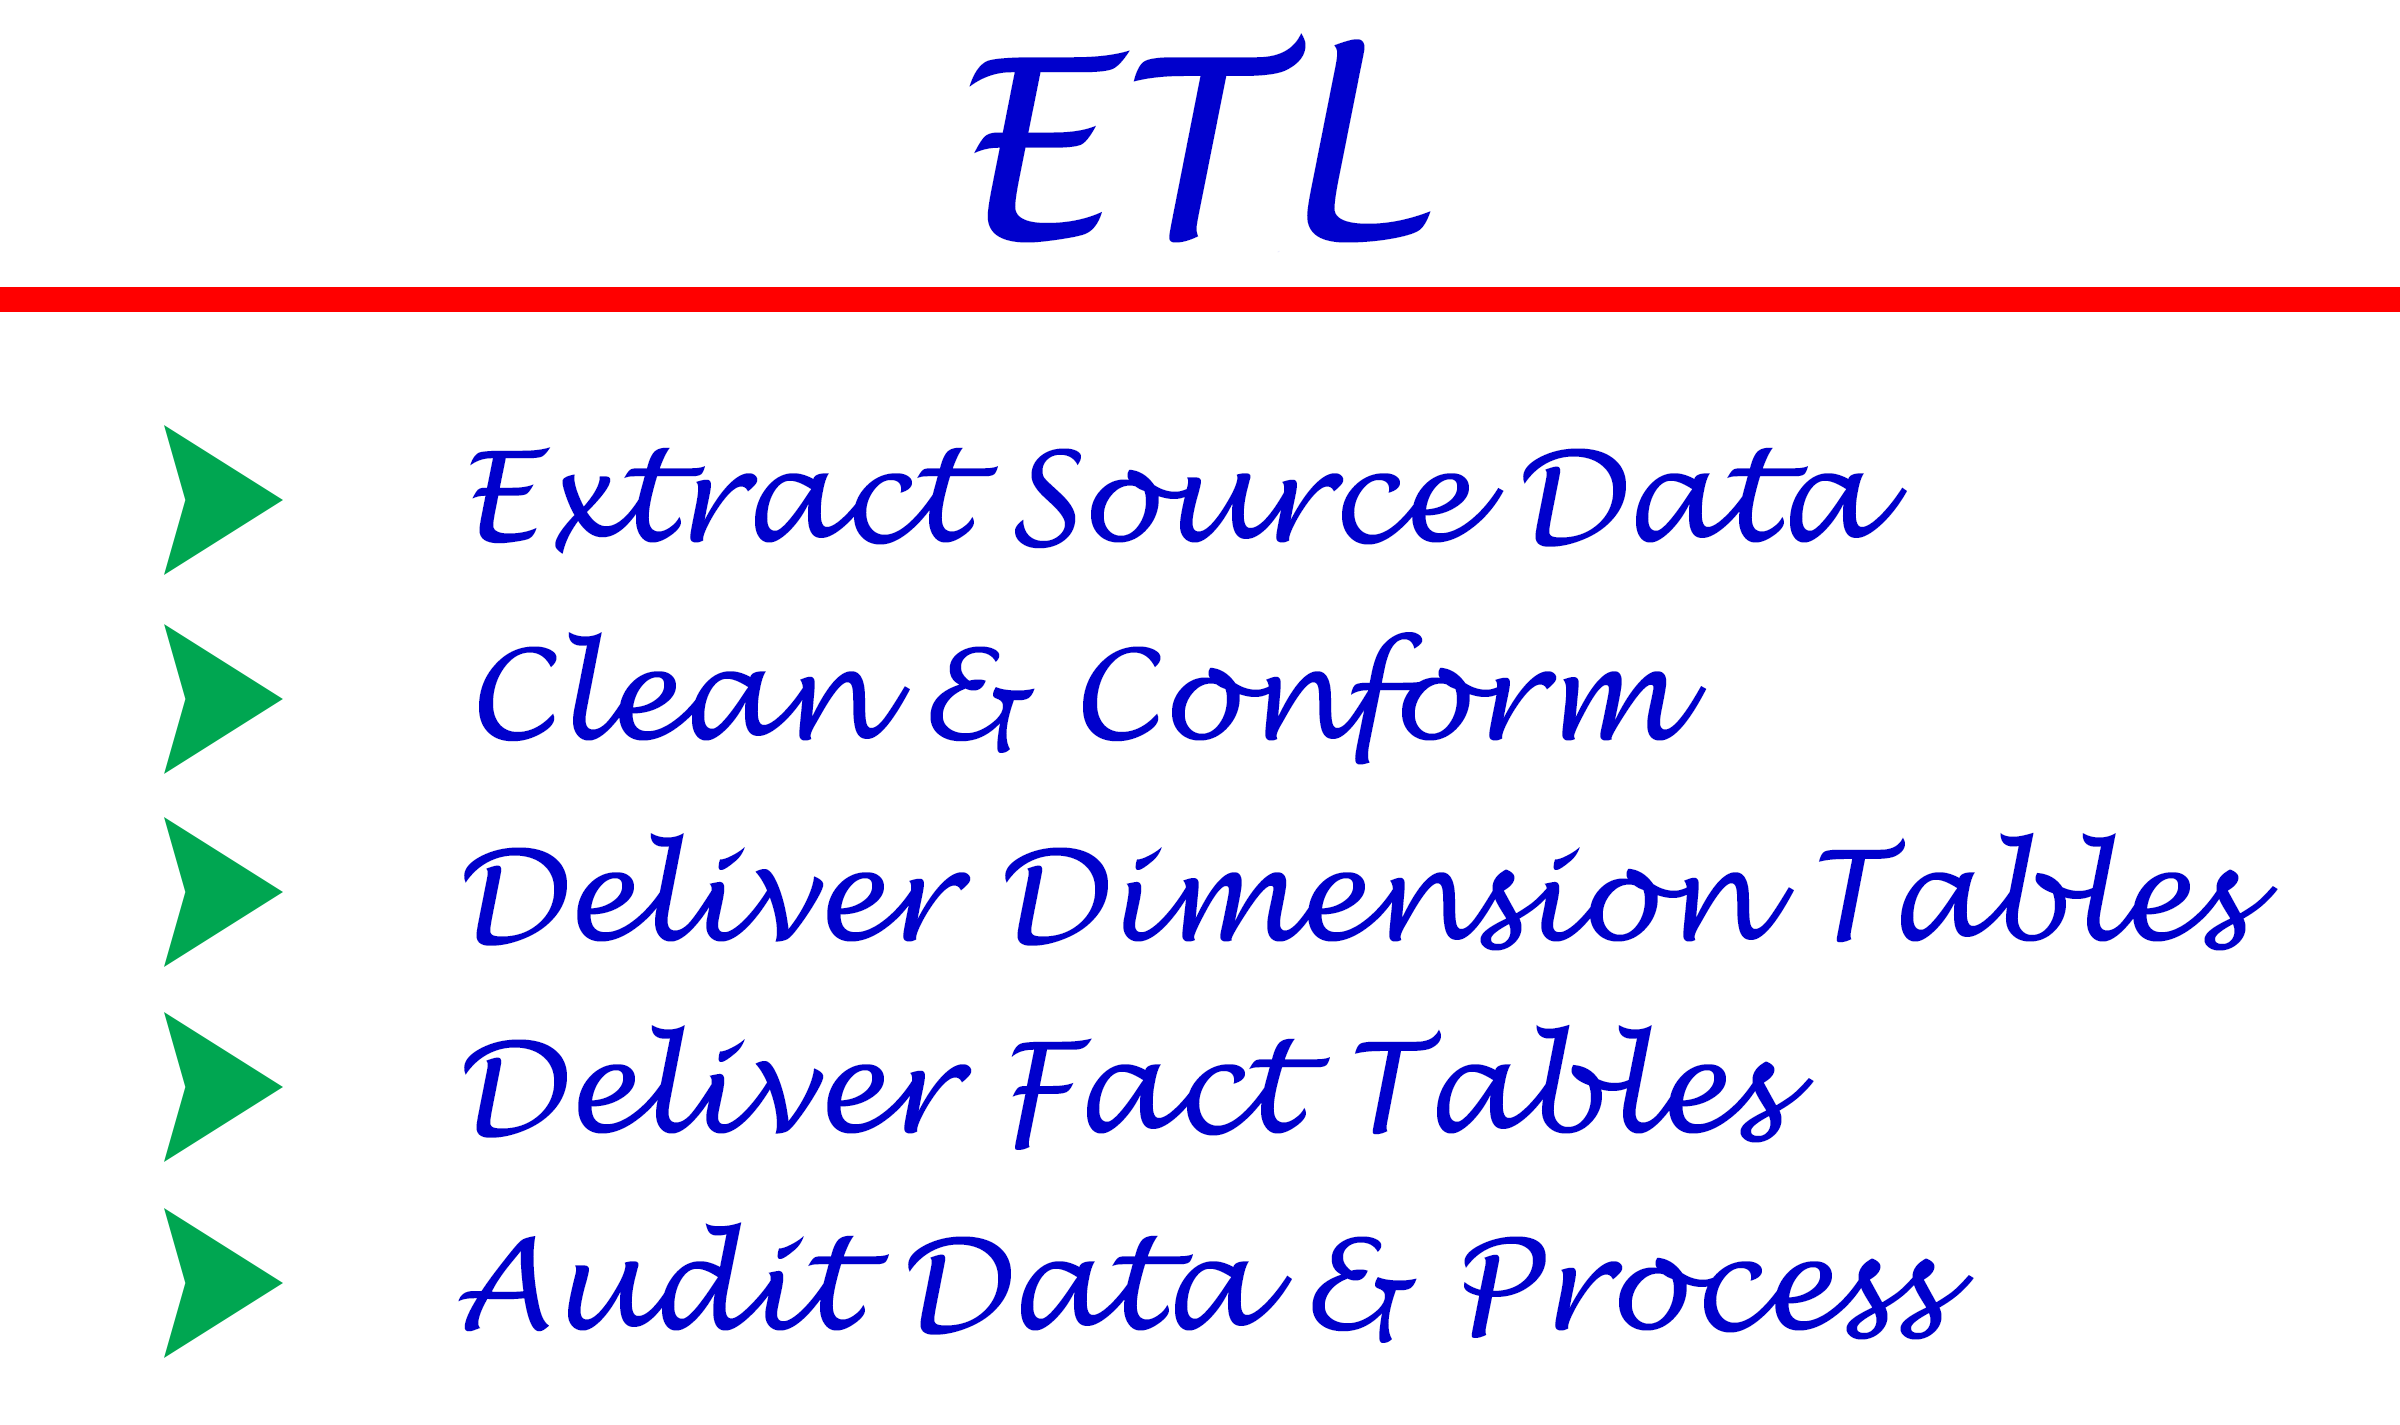 ETL
Extract Source Data
Clean & Conform
Deliver Dimension Tables
Deliver Fact Tables
Audit Data & Process